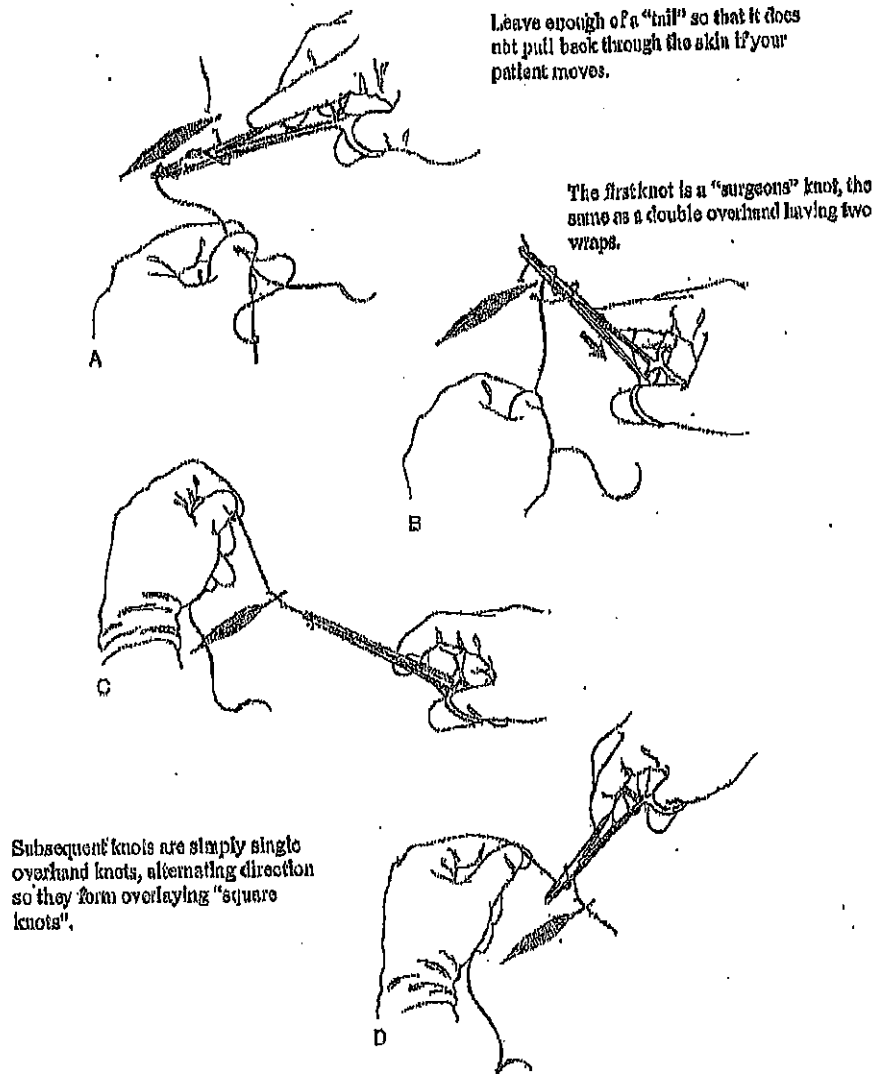 Leave enough of a "tail" so that it does
not pull back through the skin if your
patient moves.
The first knot is a "surgeons" knot, the
same as a double overhand having two
wraps.
A
B
C
Subsequent knots are simply single
overhand knots, alternating direction
so they form overlaying "square
knots".
D